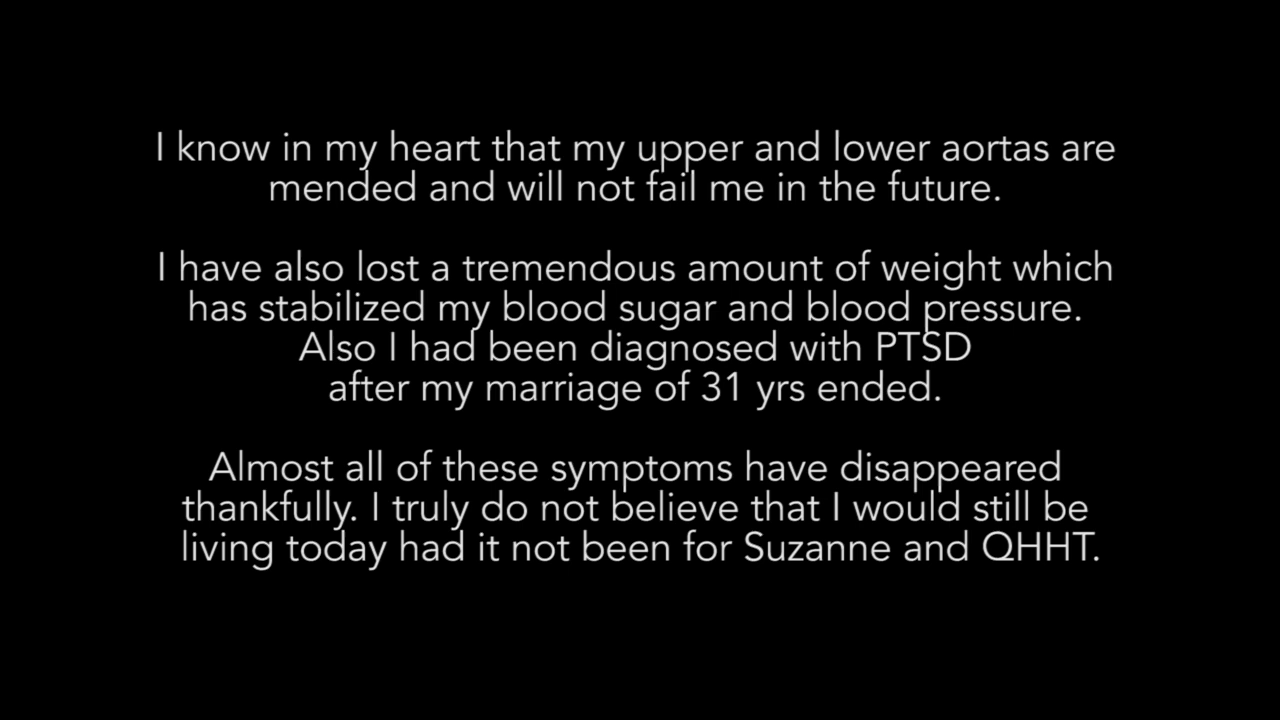 I know in my heart that my upper and lower aortas are
mended and will not fail me in the future.
I have also lost a tremendous amount of weight which
has stabilized my blood sugar and blood pressure.
Also I had been diagnosed with PTSD
after my marriage of 31 yrs ended.
Almost all of these symptoms have disappeared
thankfully. I truly do not believe that I would still be
living today had it not been for Suzanne and QHHT.